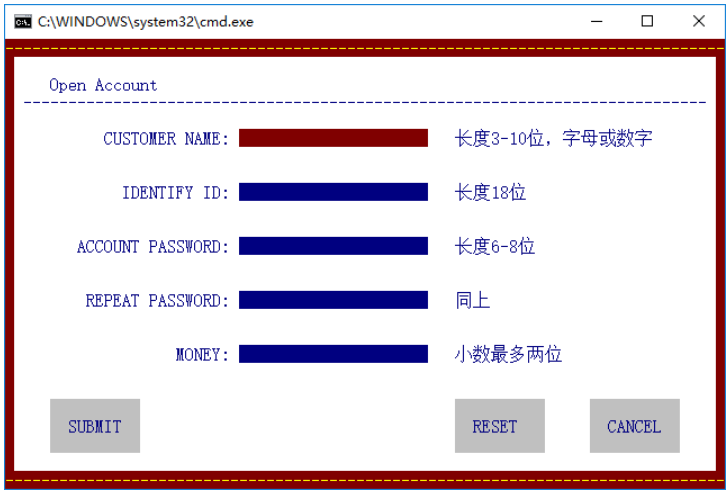 C:\WINDOWS\system32\cmd.exe
Open Account
CUSTOMER NAME: 长度3-10位，字母或数字
IDENTIFY ID: 长度18位
ACCOUNT PASSWORD: 长度6-8位
REPEAT PASSWORD: 同上
MONEY: 小数最多两位
SUBMIT RESET CANCEL